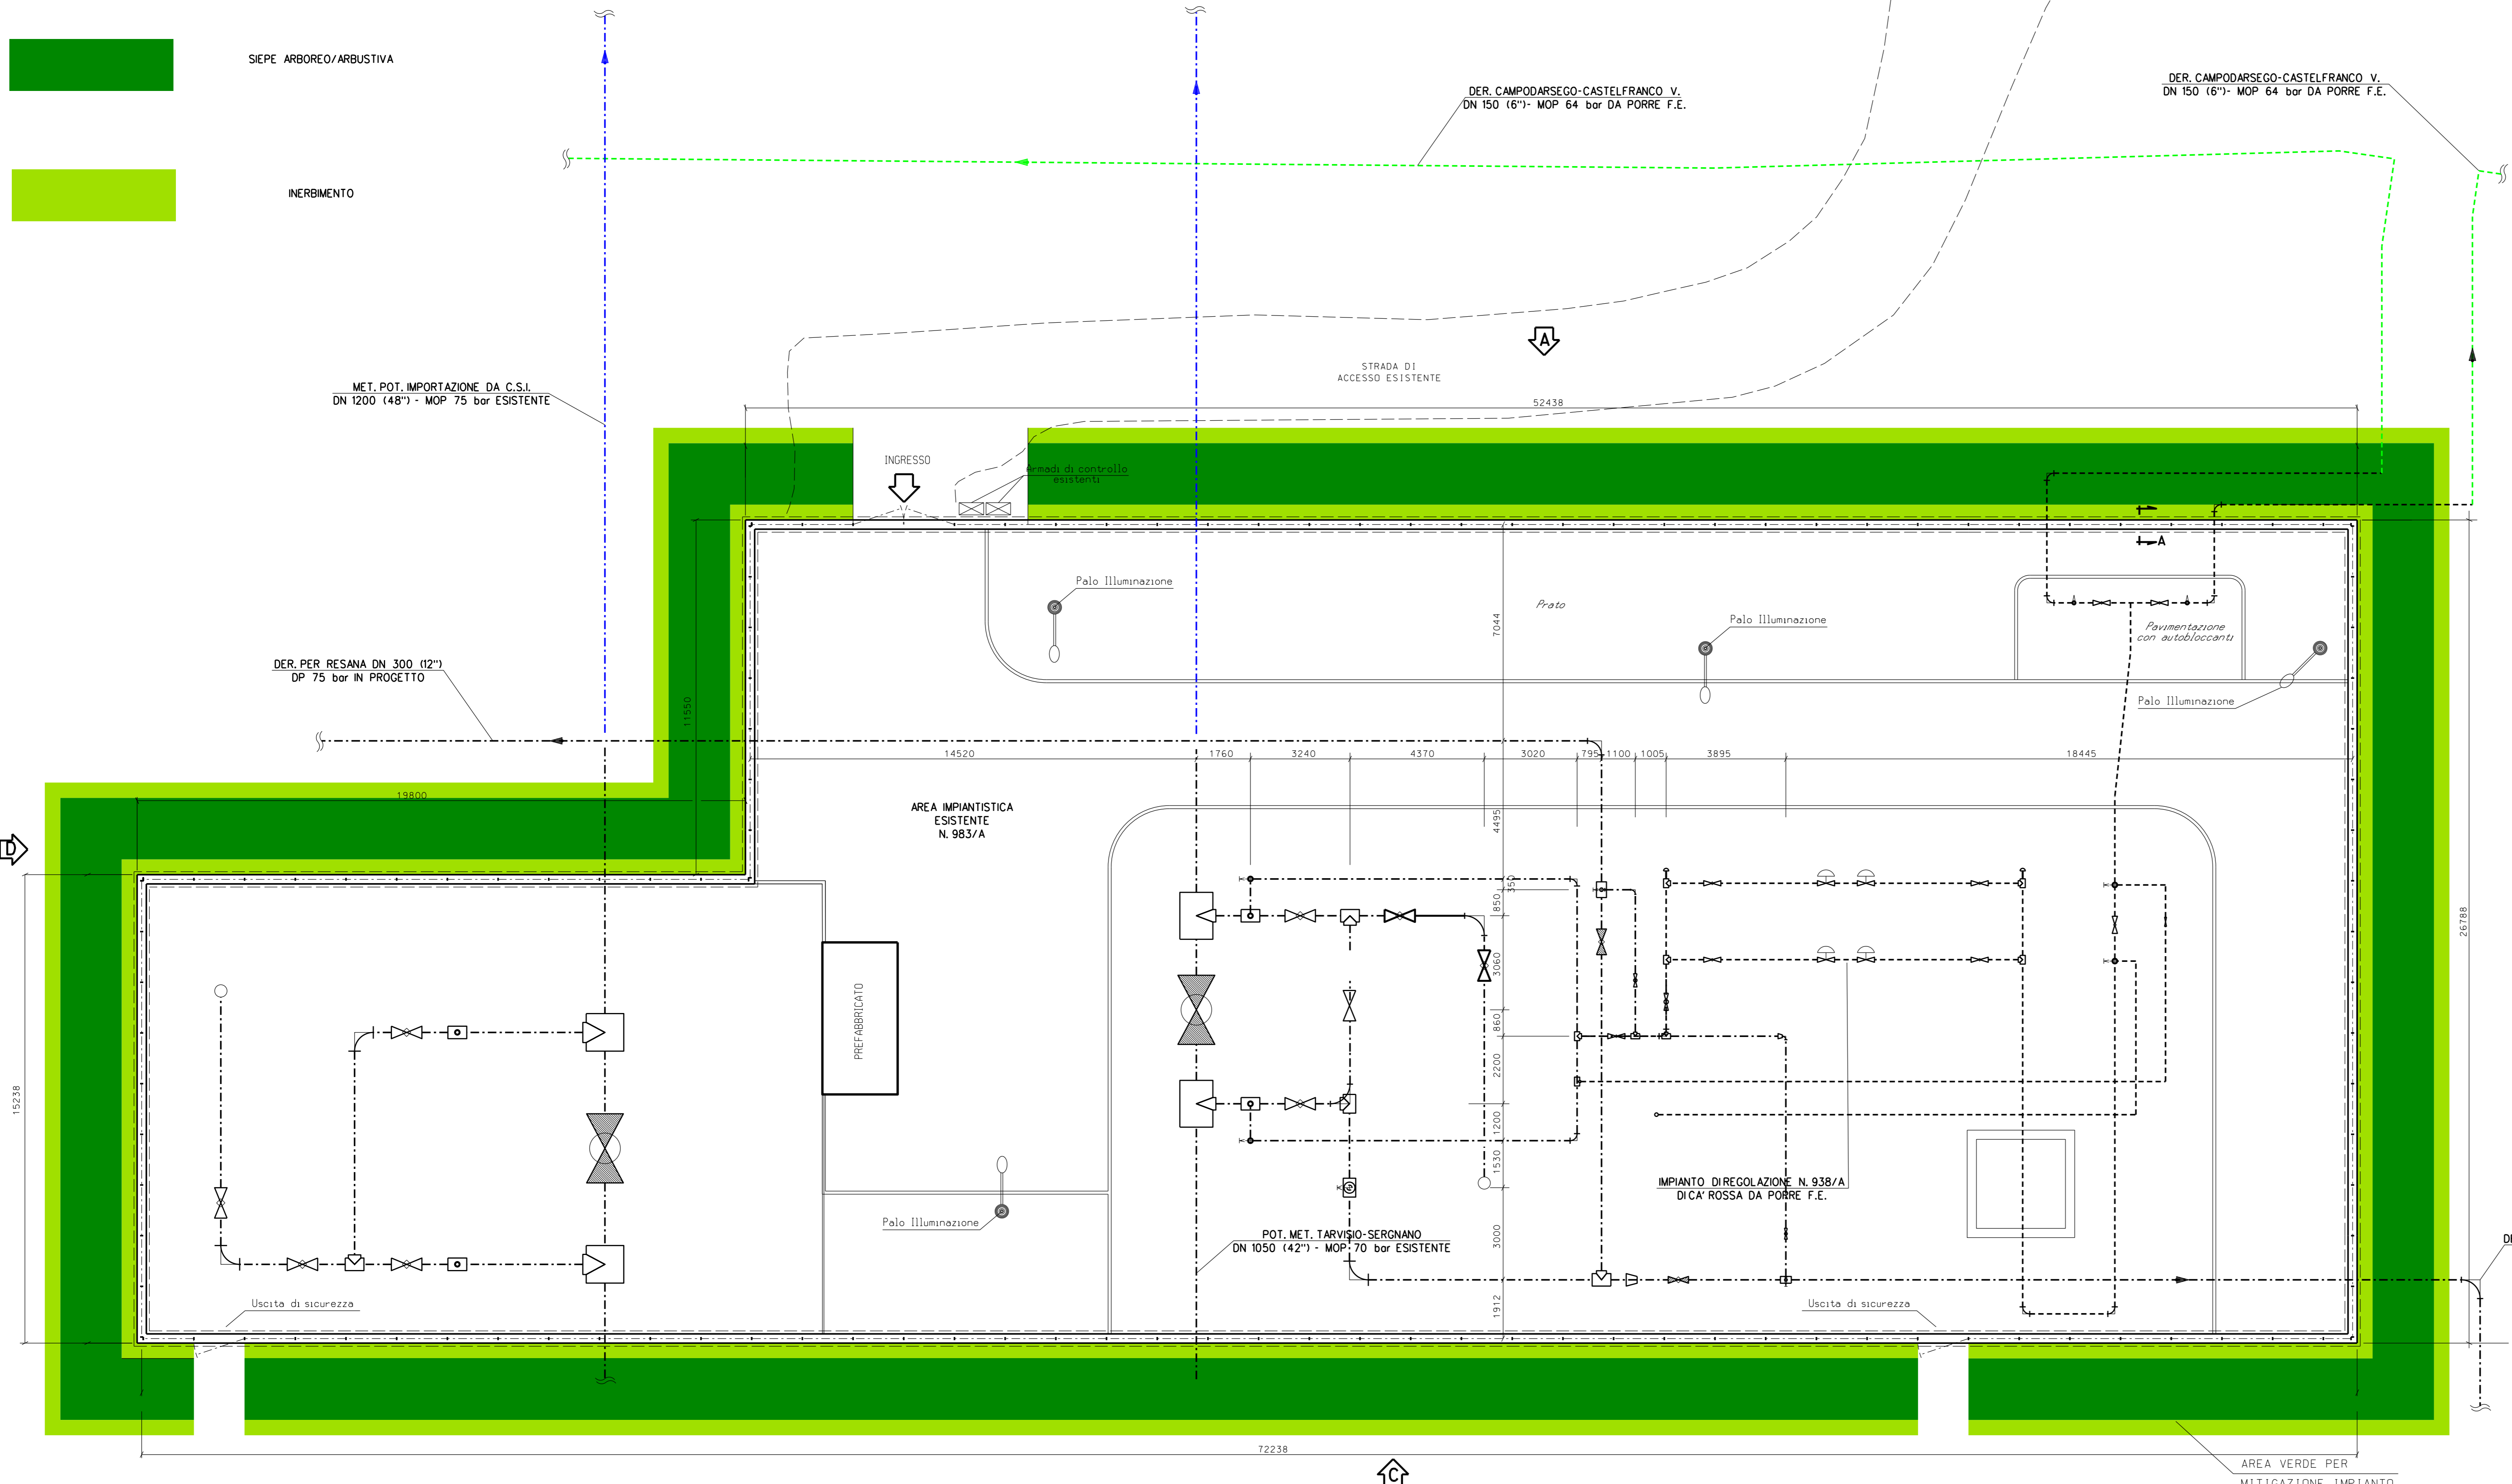 SIEPE ARBOREO/ARBUSTIVA
INERBIMENTO
DER. CAMPODARSEGO-CASTELFRANCO V.
DN 150 (6")- MOP 64 bar DA PORRE F.E.
DER. CAMPODARSEGO-CASTELFRANCO V.
DN 150 (6")- MOP 64 bar DA PORRE F.E.
A
STRADA DI
ACCESSO ESISTENTE
MET. POT. IMPORTAZIONE DA C.S.I.
DN 1200 (48") - MOP 75 bar ESISTENTE
52438
INGRESSO
Armadi di controllo
esistenti
A
Palo Illuminazione
Prato
7044
Palo Illuminazione
Pavimentazione
con autobloccanti
Palo Illuminazione
DER. PER RESANA DN 300 (12")
DP 75 bar IN PROGETTO
11550
14520
1760
3240
4370
3020
795
1100
1005
3895
18445
19800
AREA IMPIANTISTICA
ESISTENTE
N. 983/A
4495
D
350
850
3060
860
2200
1200
1530
3000
1912
26788
15238
PREFABBRICATO
IMPIANTO DI REGOLAZIONE N. 938/A
DI CA' ROSSA DA PORRE F.E.
Palo Illuminazione
POT. MET. TARVISIO-SERGNANO
DN 1050 (42") - MOP 70 bar ESISTENTE
DE
Uscita di sicurezza
Uscita di sicurezza
72238
C
AREA VERDE PER
MITIGAZIONE IMPIANTO